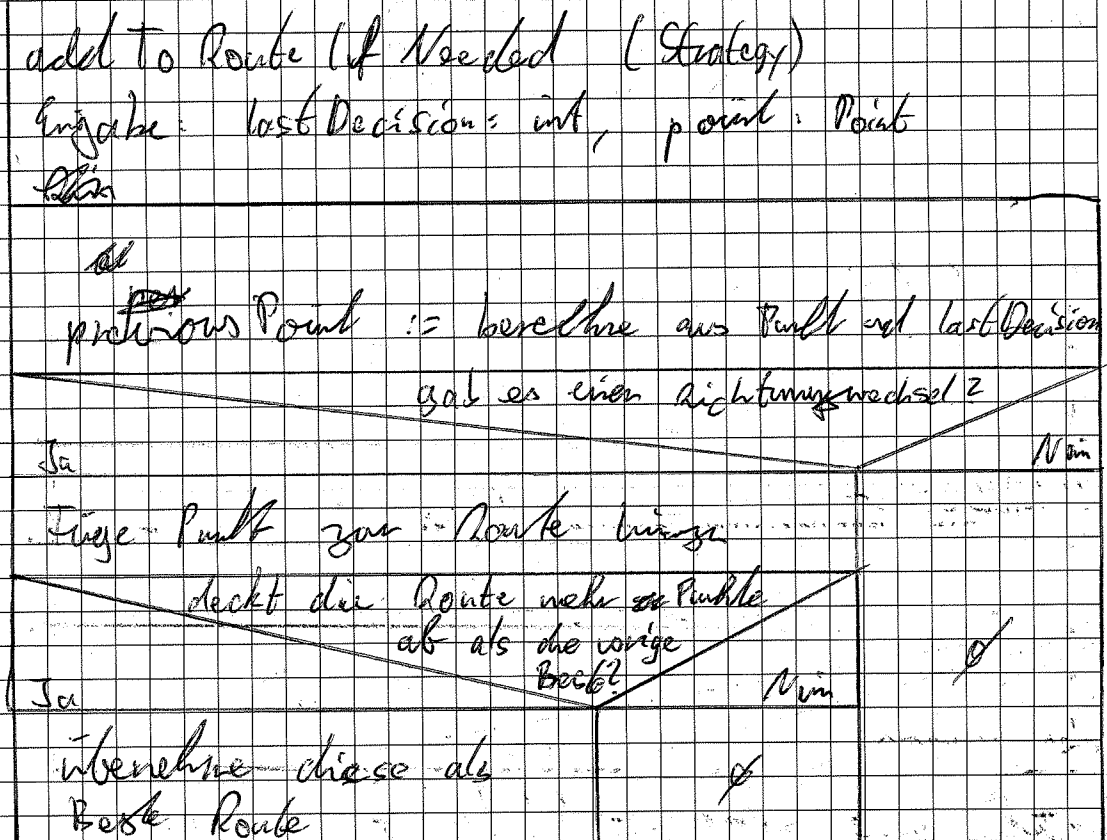 add To Route If Needed (Strategy)
Eingabe: lastDecision: int, point: Point
previous Point := berechne aus Punkt und lastDecision
gab es einen Richtungswechsel?
Ja
Nein
Füge Punkt zur Route hinzu
deckt die Route mehr Punkte
ab als die vorige
Beste?
Ja
Nein
ø
übernehme diese als
Beste Route
ø